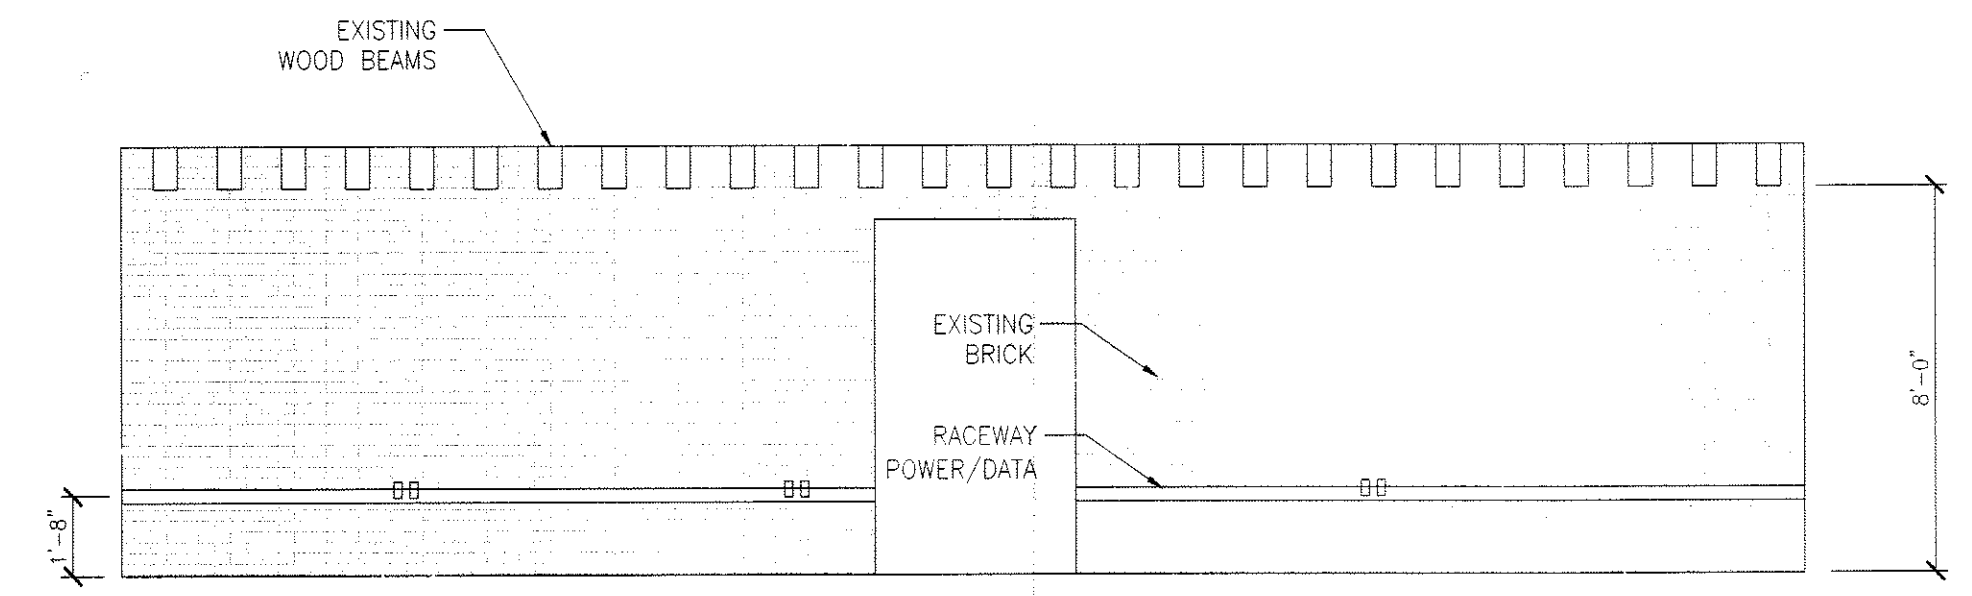 EXISTING
WOOD BEAMS
EXISTING
BRICK
RACEWAY
POWER/DATA
1'-8"
8'-0"